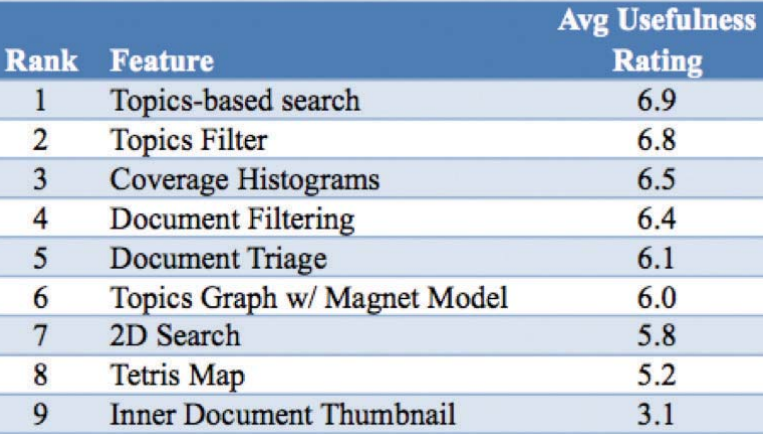 Avg Usefulness
Rank Feature Rating
1 Topics-based search 6.9
2 Topics Filter 6.8
3 Coverage Histograms 6.5
4 Document Filtering 6.4
5 Document Triage 6.1
6 Topics Graph w/ Magnet Model 6.0
7 2D Search 5.8
8 Tetris Map 5.2
9 Inner Document Thumbnail 3.1